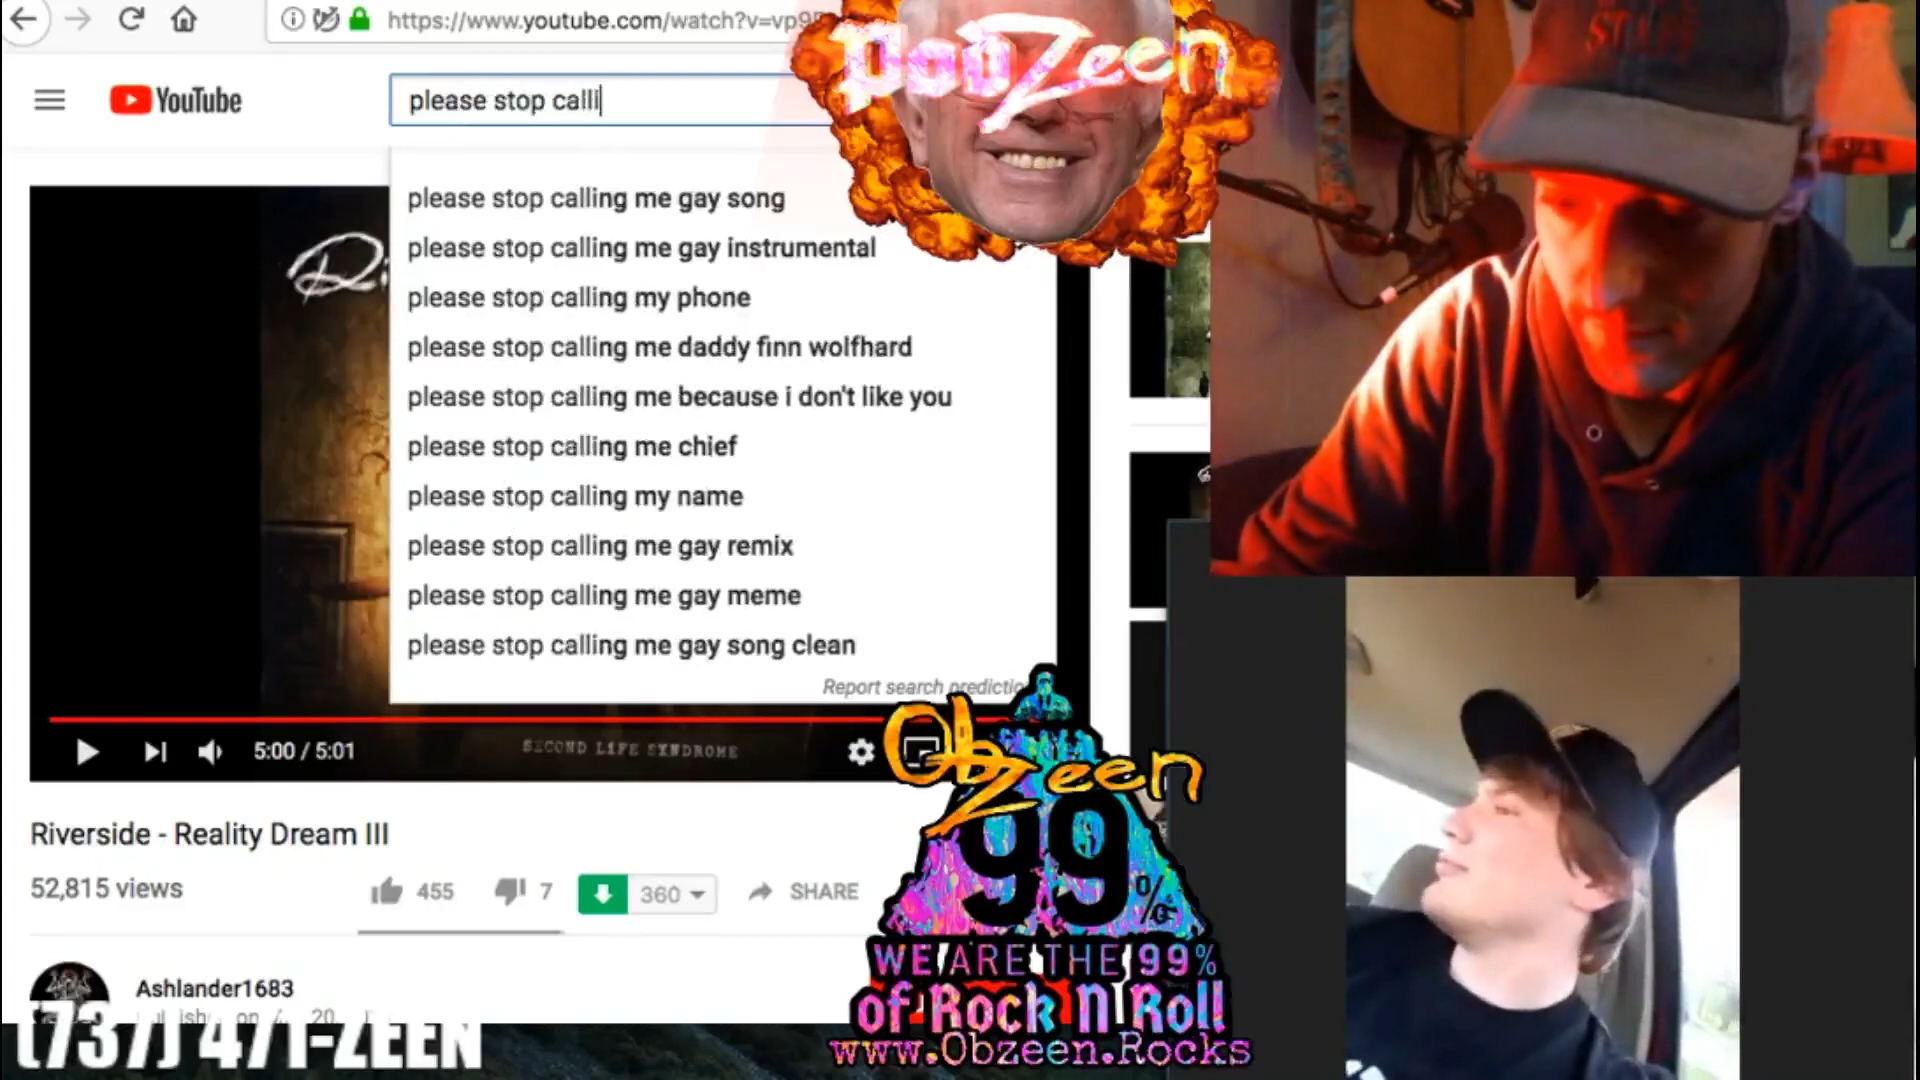 https://www.youtube.com/watch?v=vp9
PodZeen
STAFF
YouTube
please stop calli
please stop calling me gay song
please stop calling me gay instrumental
please stop calling my phone
please stop calling me daddy finn wolfhard
please stop calling me because i don't like you
please stop calling me chief
please stop calling my name
please stop calling me gay remix
please stop calling me gay meme
please stop calling me gay song clean
Report search predictio
5:00 / 5:01
SECOND LIFE SYNDROME
Riverside - Reality Dream III
52,815 views
455
7
360
SHARE
Ashlander1683
(737) 471-ZEEN
ObZeen
99%
WE ARE THE 99%
of Rock N Roll
www.Obzeen.Rocks